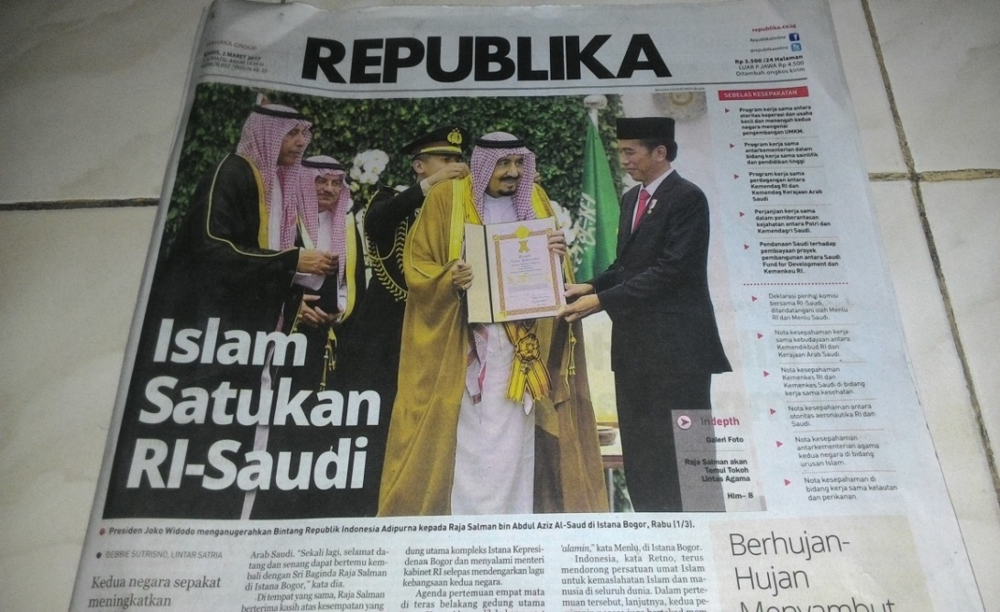 MAHAKA GROUP
KAMIS, 2 MARET 2017
republika.co.id
REPUBLIKA
Republikaonline
@republikaonline
Rp 3.500 /24 Halaman
LUAR P.JAWA Rp 4.500
Ditambah ongkos kirim
SEBELAS KESEPAKATAN
Program kerja sama antara
otoritas koperasi dan usaha
kecil dan menengah kedua
negara mengenai
pengembangan UMKM.
Program kerja sama
antarkementerian dalam
bidang kerja sama saintifik
dan pendidikan tinggi
Program kerja sama
perdagangan antara
Kemendag RI dan
Kemendag Kerajaan Arab
Saudi
Perjanjian kerja sama
dalam pemberantasan
kejahatan antara Polri dan
Kemendagri Saudi.
Pendanaan Saudi terhadap
pembiayaan proyek
pembangunan antara Saudi
Fund for Development dan
Kemenkeu RI.
Deklarasi perihal komisi
bersama RI-Saudi,
ditandatangani oleh Menlu
RI dan Menlu Saudi.
Nota kesepahaman kerja
sama kebudayaan antara
Kemendikbud RI dan
Kerajaan Arab Saudi.
Nota kesepahaman
Kemenkes RI dan
Kemenkes Saudi di bidang
kerja sama kesehatan.
Nota kesepahaman antara
otoritas aeronautika RI dan
Saudi.
Nota kesepahaman
antarkementerian agama
kedua negara di bidang
urusan Islam.
Nota kesepahaman di
bidang kerja sama kelautan
dan perikanan.
Islam
Satukan
RI-Saudi
Indepth
Galeri Foto
Raja Salman akan
Temui Tokoh
Lintas Agama
Hlm- 8
Presiden Joko Widodo menganugerahkan Bintang Republik Indonesia Adipurna kepada Raja Salman bin Abdul Aziz Al-Saud di Istana Bogor, Rabu (1/3).
DEBBIE SUTRISNO, LINTAR SATRIA
Kedua negara sepakat
meningkatkan
Arab Saudi. "Sekali lagi, selamat da-
tang dan senang dapat bertemu kem-
bali dengan Sri Baginda Raja Salman
di Istana Bogor," kata dia.
Di tempat yang sama, Raja Salman
berterima kasih atas kesempatan yang
dung utama kompleks Istana Kepresi-
denan Bogor dan menyalami menteri
kabinet RI selepas mendengarkan lagu
kebangsaan kedua negara.
Agenda pertemuan empat mata
di teras belakang gedung utama
'alamin," kata Menlu, di Istana Bogor.
Indonesia, kata Retno, terus
mendorong persatuan umat Islam
untuk kemaslahatan Islam dan ma-
nusia di seluruh dunia. Dalam perte-
muan tersebut, lanjutnya, kedua pe-
Berhujan-
Hujan
Menyambut